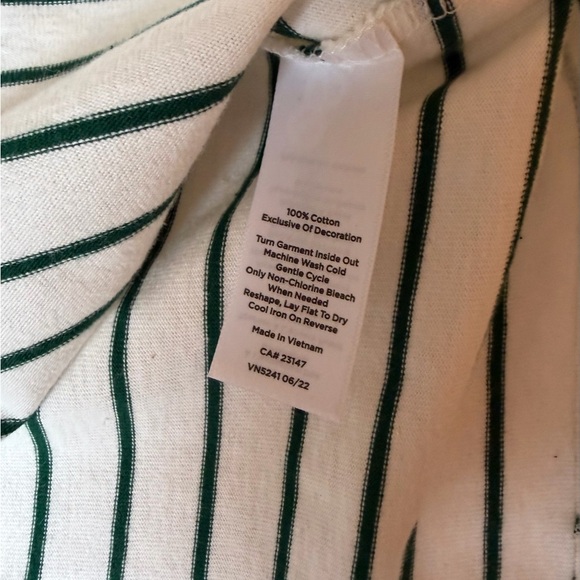 100% Cotton
Exclusive Of Decoration
Turn Garment Inside Out
Machine Wash Cold
Gentle Cycle
Only Non-Chlorine Bleach
When Needed
Reshape, Lay Flat To Dry
Cool Iron On Reverse
Made In Vietnam
CA# 23147
VN5241 06/22